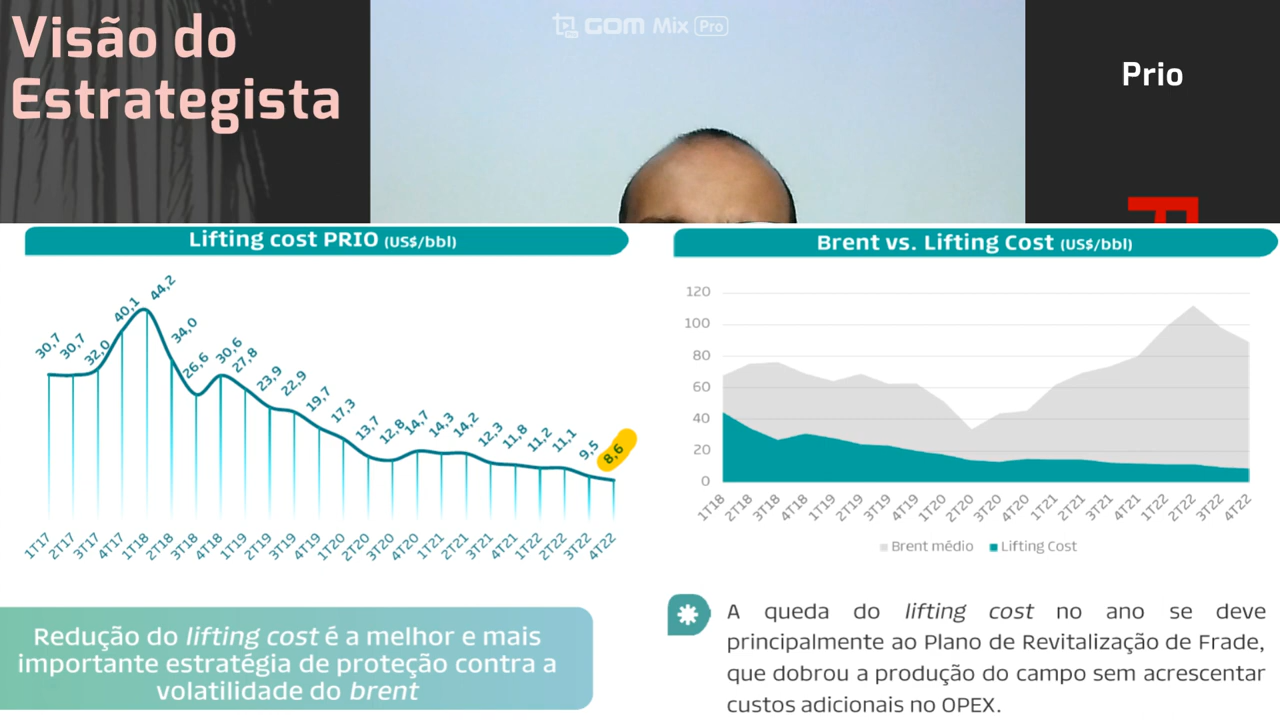 Visão do
Estrategista
GOM Mix Pro
Prio
Lifting cost PRIO (US$/bbl)
30,7
30,7
32,0
40,1
44,2
34,0
26,6
30,6
27,8
23,9
22,9
19,7
17,3
13,7
12,8
14,7
14,3
14,2
12,3
11,8
11,2
11,1
9,5
8,6
1T17
2T17
3T17
4T17
1T18
2T18
3T18
4T18
1T19
2T19
3T19
4T19
1T20
2T20
3T20
4T20
1T21
2T21
3T21
4T21
1T22
2T22
3T22
4T22
Redução do lifting cost é a melhor e mais
importante estratégia de proteção contra a
volatilidade do brent
Brent vs. Lifting Cost (US$/bbl)
120
100
80
60
40
20
0
1T18
2T18
3T18
4T18
1T19
2T19
3T19
4T19
1T20
2T20
3T20
4T20
1T21
2T21
3T21
4T21
1T22
2T22
3T22
4T22
Brent médio
Lifting Cost
A queda do lifting cost no ano se deve
principalmente ao Plano de Revitalização de Frade,
que dobrou a produção do campo sem acrescentar
custos adicionais no OPEX.